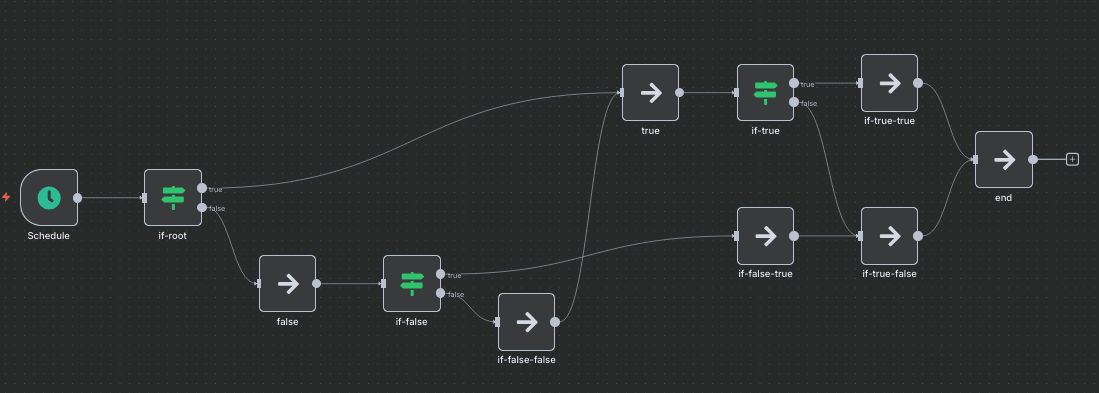 Schedule
if-root
true
false
false
if-false
true
false
if-false-false
true
if-true
true
false
if-true-true
if-false-true
if-true-false
end